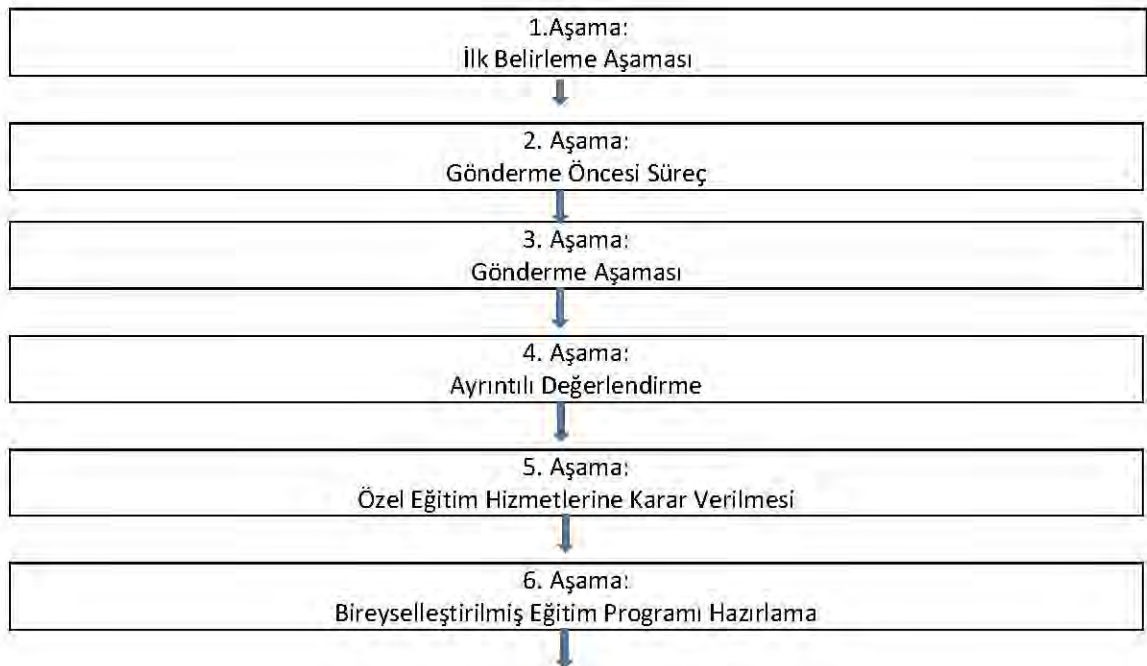 1.Aşama:
İlk Belirleme Aşaması
2. Aşama:
Gönderme Öncesi Süreç
3. Aşama:
Gönderme Aşaması
4. Aşama:
Ayrıntılı Değerlendirme
5. Aşama:
Özel Eğitim Hizmetlerine Karar Verilmesi
6. Aşama:
Bireyselleştirilmiş Eğitim Programı Hazırlama